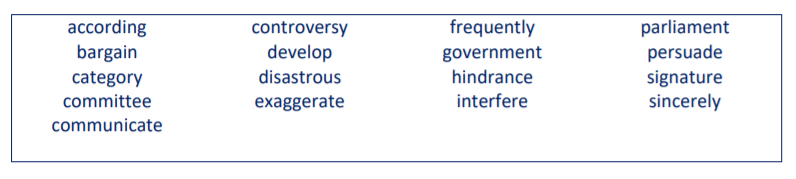 according controversy frequently parliament
bargain develop government persuade
category disastrous hindrance signature
committee exaggerate interfere sincerely
communicate